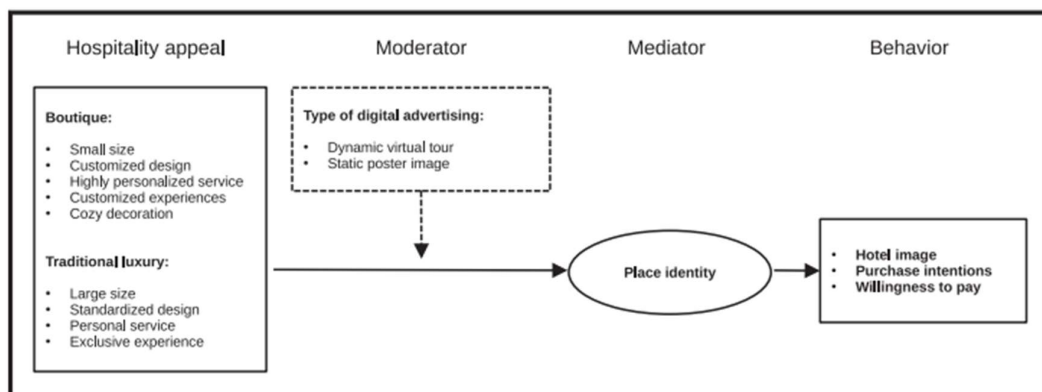 Hospitality appeal
Moderator
Mediator
Behavior
Boutique:
• Small size
• Customized design
• Highly personalized service
• Customized experiences
• Cozy decoration
Traditional luxury:
• Large size
• Standardized design
• Personal service
• Exclusive experience
Type of digital advertising:
• Dynamic virtual tour
• Static poster image
Place identity
• Hotel image
• Purchase intentions
• Willingness to pay